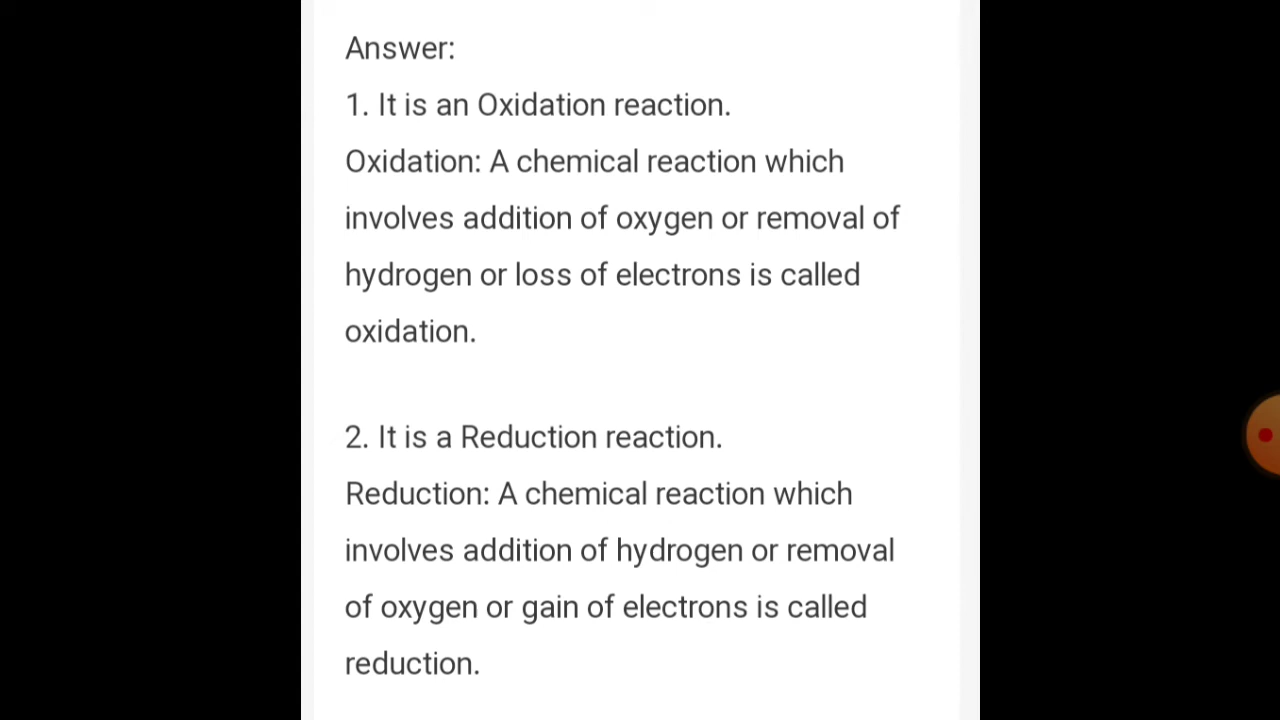 Answer:
1. It is an Oxidation reaction.
Oxidation: A chemical reaction which
involves addition of oxygen or removal of
hydrogen or loss of electrons is called
oxidation.
2. It is a Reduction reaction.
Reduction: A chemical reaction which
involves addition of hydrogen or removal
of oxygen or gain of electrons is called
reduction.